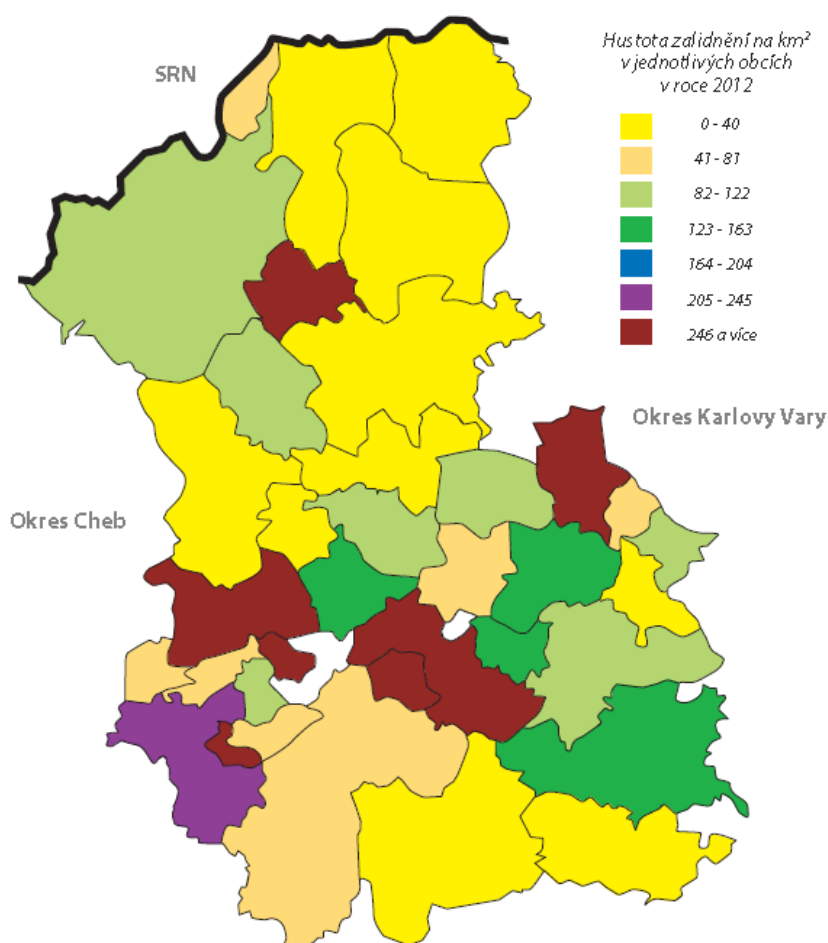 Hustota zalidnění na km²
v jednotlivých obcích
v roce 2012
SRN
0 - 40
41 - 81
82 - 122
123 - 163
164 - 204
205 - 245
246 a více
Okres Karlovy Vary
Okres Cheb